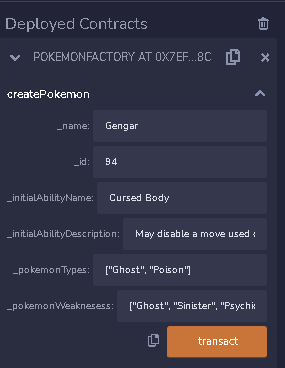 Deployed Contracts
POKEMONFACTORY AT 0X7EF...8C
createPokemon
_name: Gengar
_id: 94
_initialAbilityName: Cursed Body
_initialAbilityDescription: May disable a move used
_pokemonTypes: ["Ghost", "Poison"]
_pokemonWeaknesess: ["Ghost", "Sinister", "Psychic
transact